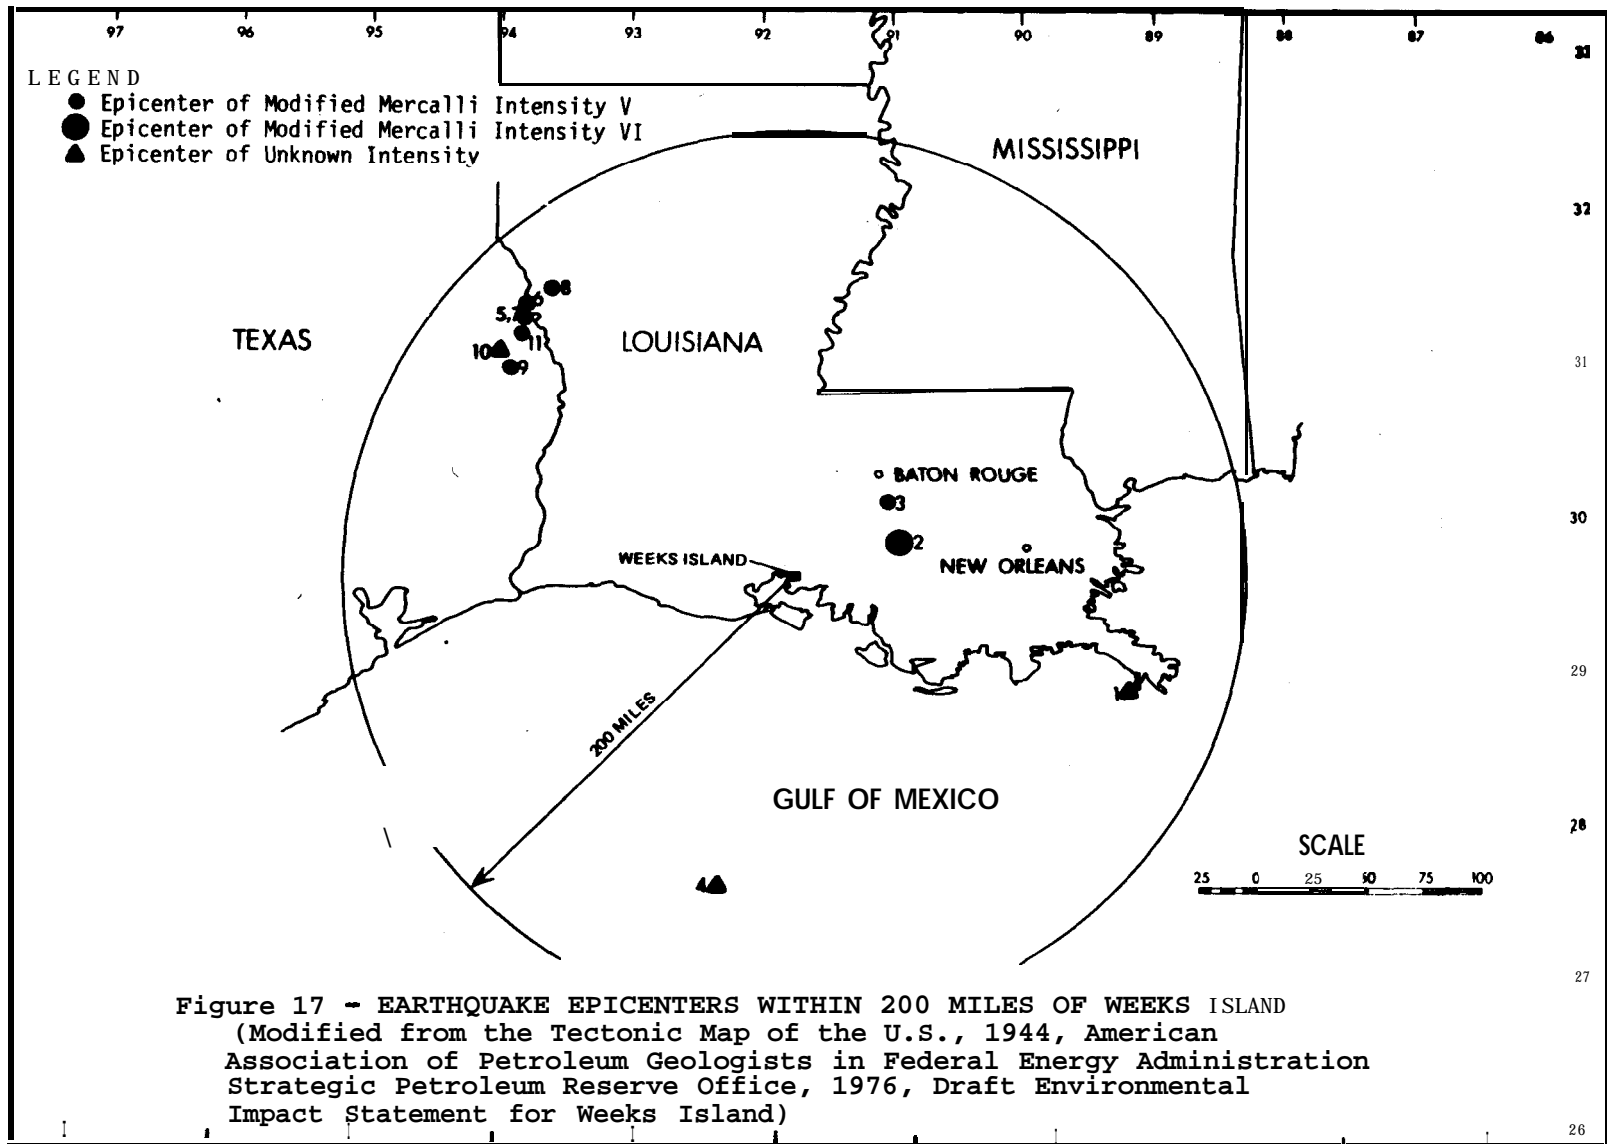 97 96 95 94 93 92 91 90 89 88 87 86
33
LEGEND
Epicenter of Modified Mercalli Intensity V
Epicenter of Modified Mercalli Intensity VI
Epicenter of Unknown Intensity
MISSISSIPPI
32
8
6
5,7
TEXAS
LOUISIANA
11
10
9
31
BATON ROUGE
3
30
2
WEEKS ISLAND
NEW ORLEANS
29
200 MILES
GULF OF MEXICO
28
SCALE
25 0 25 50 75 100
4
27
Figure 17 - EARTHQUAKE EPICENTERS WITHIN 200 MILES OF WEEKS ISLAND
(Modified from the Tectonic Map of the U.S., 1944, American
Association of Petroleum Geologists in Federal Energy Administration
Strategic Petroleum Reserve Office, 1976, Draft Environmental
Impact Statement for Weeks Island)
26